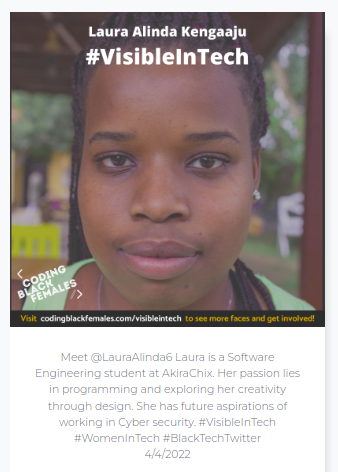 Laura Alinda Kengaaju
#VisibleInTech
< CODING
BLACK
FEMALES
/>
Visit codingblackfemales.com/visibleintech to see more faces and get involved!
Meet @LauraAlinda6 Laura is a Software
Engineering student at AkiraChix. Her passion lies
in programming and exploring her creativity
through design. She has future aspirations of
working in Cyber security. #VisibleInTech
#WomenInTech #BlackTechTwitter
4/4/2022